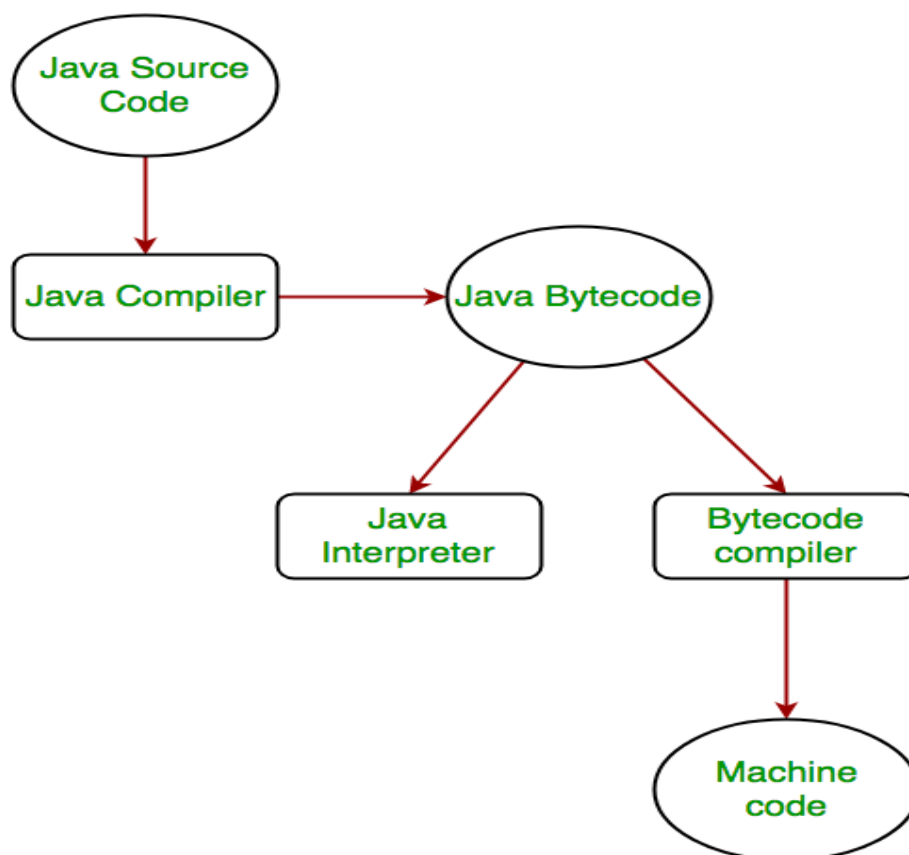 Java Source
Code
Java Compiler
Java Bytecode
Java
Interpreter
Bytecode
compiler
Machine
code